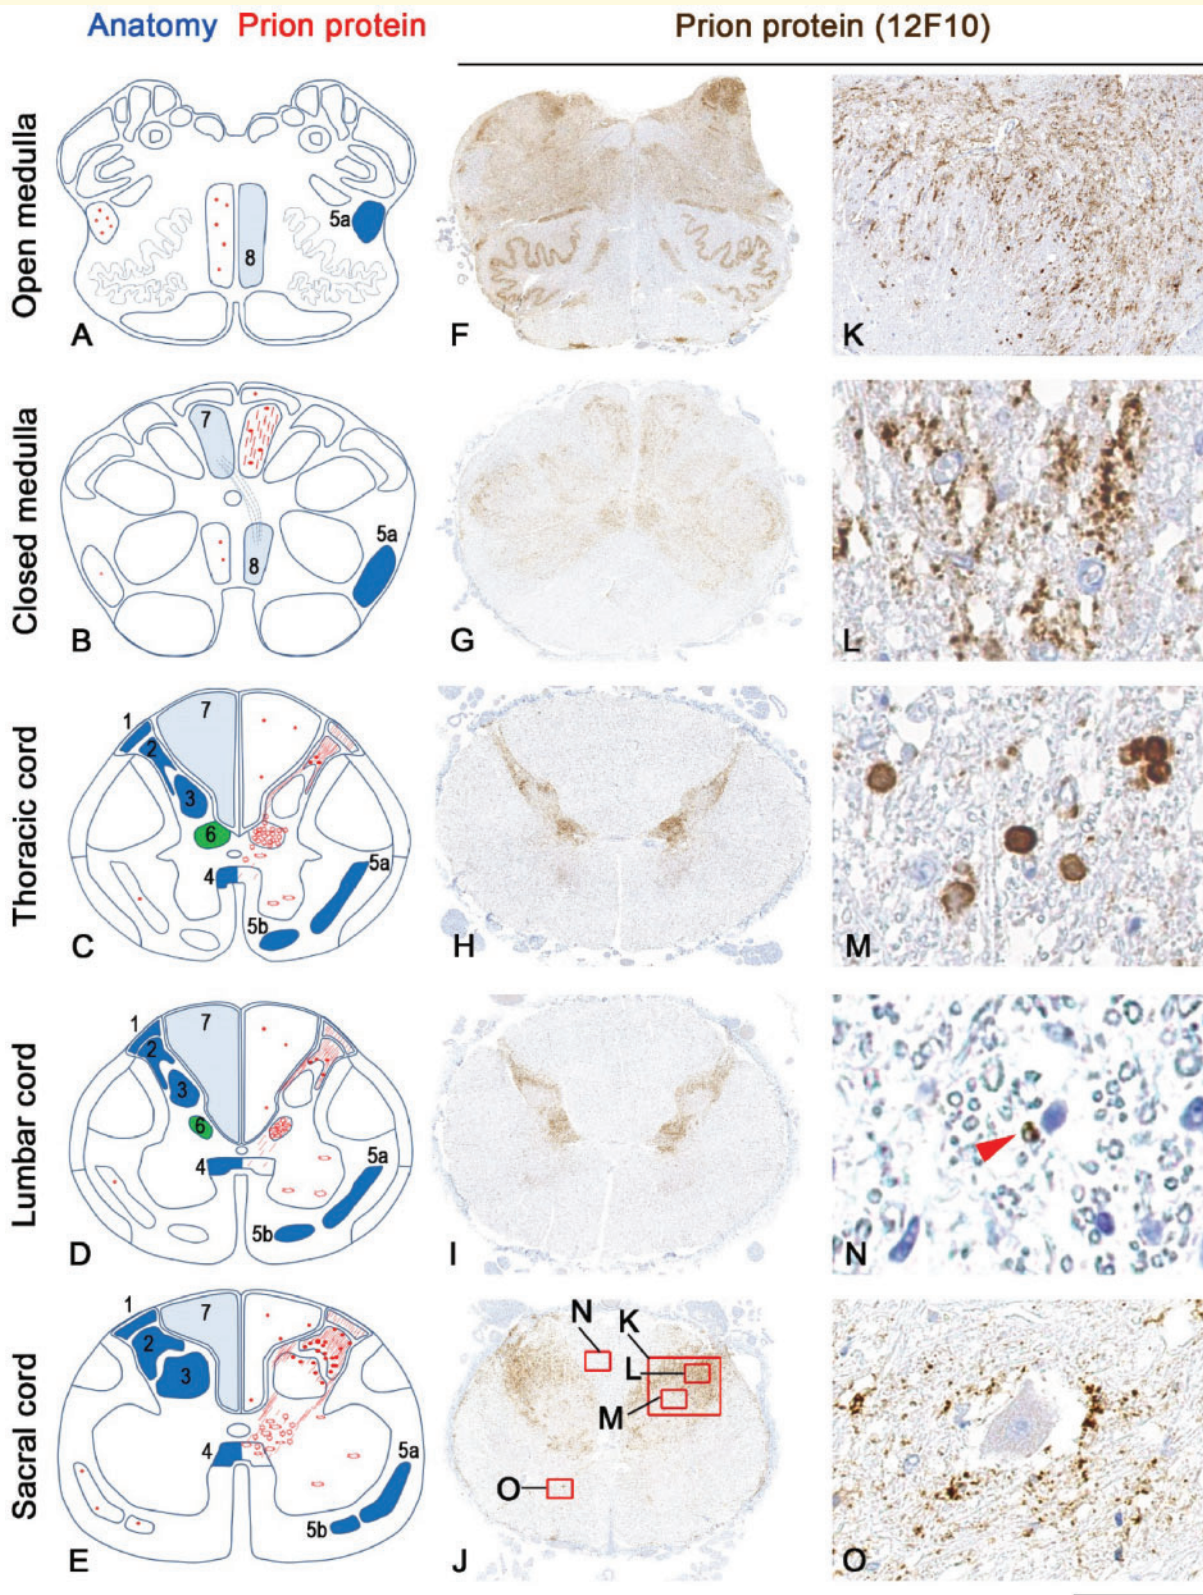 Anatomy Prion protein
Prion protein (12F10)
Open medulla
5a
8
A
F
K
Closed medulla
7
5a
8
B
G
L
Thoracic cord
1
7
2
3
6
4
5a
5b
C
H
M
Lumbar cord
1
7
2
3
6
4
5a
5b
D
I
N
Sacral cord
1
7
2
3
4
5a
5b
E
N
K
L
M
O
J
O